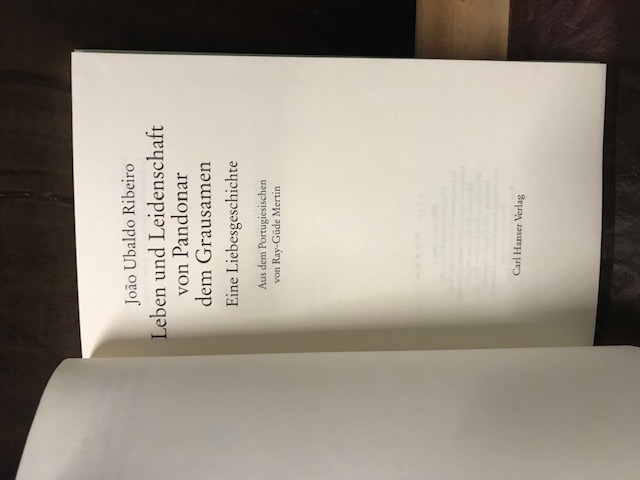 João Ubaldo Ribeiro
Leben und Leidenschaft
von Pandonar
dem Grausamen
Eine Liebesgeschichte
Aus dem Portugiesischen
von Ray-Güde Mertin
Carl Hanser Verlag